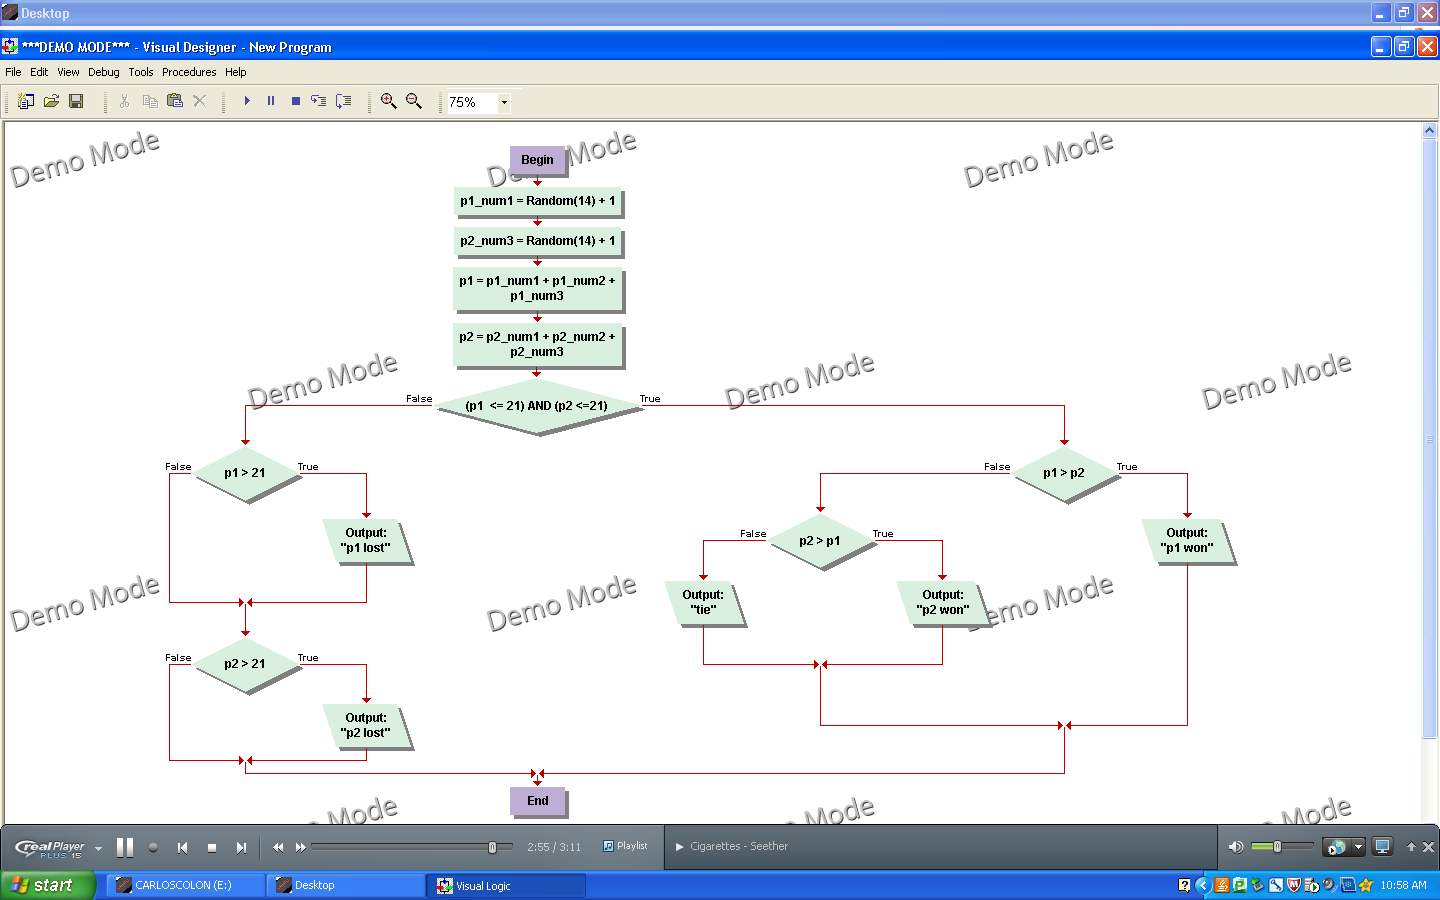 Desktop
***DEMO MODE*** - Visual Designer - New Program
File Edit View Debug Tools Procedures Help
75%
Demo Mode
Demo Mode
Demo Mode
Begin
p1_num1 = Random(14) + 1
p2_num3 = Random(14) + 1
p1 = p1_num1 + p1_num2 +
p1_num3
p2 = p2_num1 + p2_num2 +
p2_num3
Demo Mode
Demo Mode
Demo Mode
False
(p1 <= 21) AND (p2 <=21)
True
False
p1 > 21
True
False
p1 > p2
True
Output:
"p1 lost"
False
p2 > p1
True
Output:
"p1 won"
Demo Mode
Demo Mode
Demo Mode
Output:
"tie"
Output:
"p2 won"
False
p2 > 21
True
Output:
"p2 lost"
End
Demo Mode
Demo Mode
Demo Mode
realPlayer
PLUS 15
2:55 / 3:11
Playlist
Cigarettes - Seether
start
CARLOSCOLON (E:)
Desktop
Visual Logic
10:58 AM